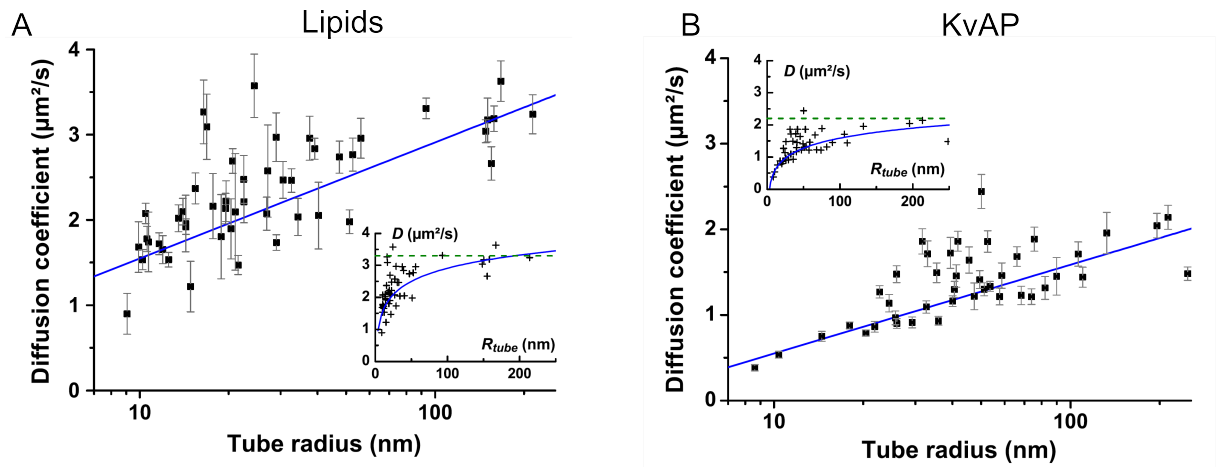 A
Lipids
Diffusion coefficient (µm²/s)
4
3
2
1
0
10
100
Tube radius (nm)
D (µm²/s)
4
3
2
1
0
Rtube (nm)
0
100
200
B
KvAP
Diffusion coefficient (µm²/s)
4
3
2
1
0
10
100
Tube radius (nm)
D (µm²/s)
4
3
2
1
0
Rtube (nm)
0
100
200